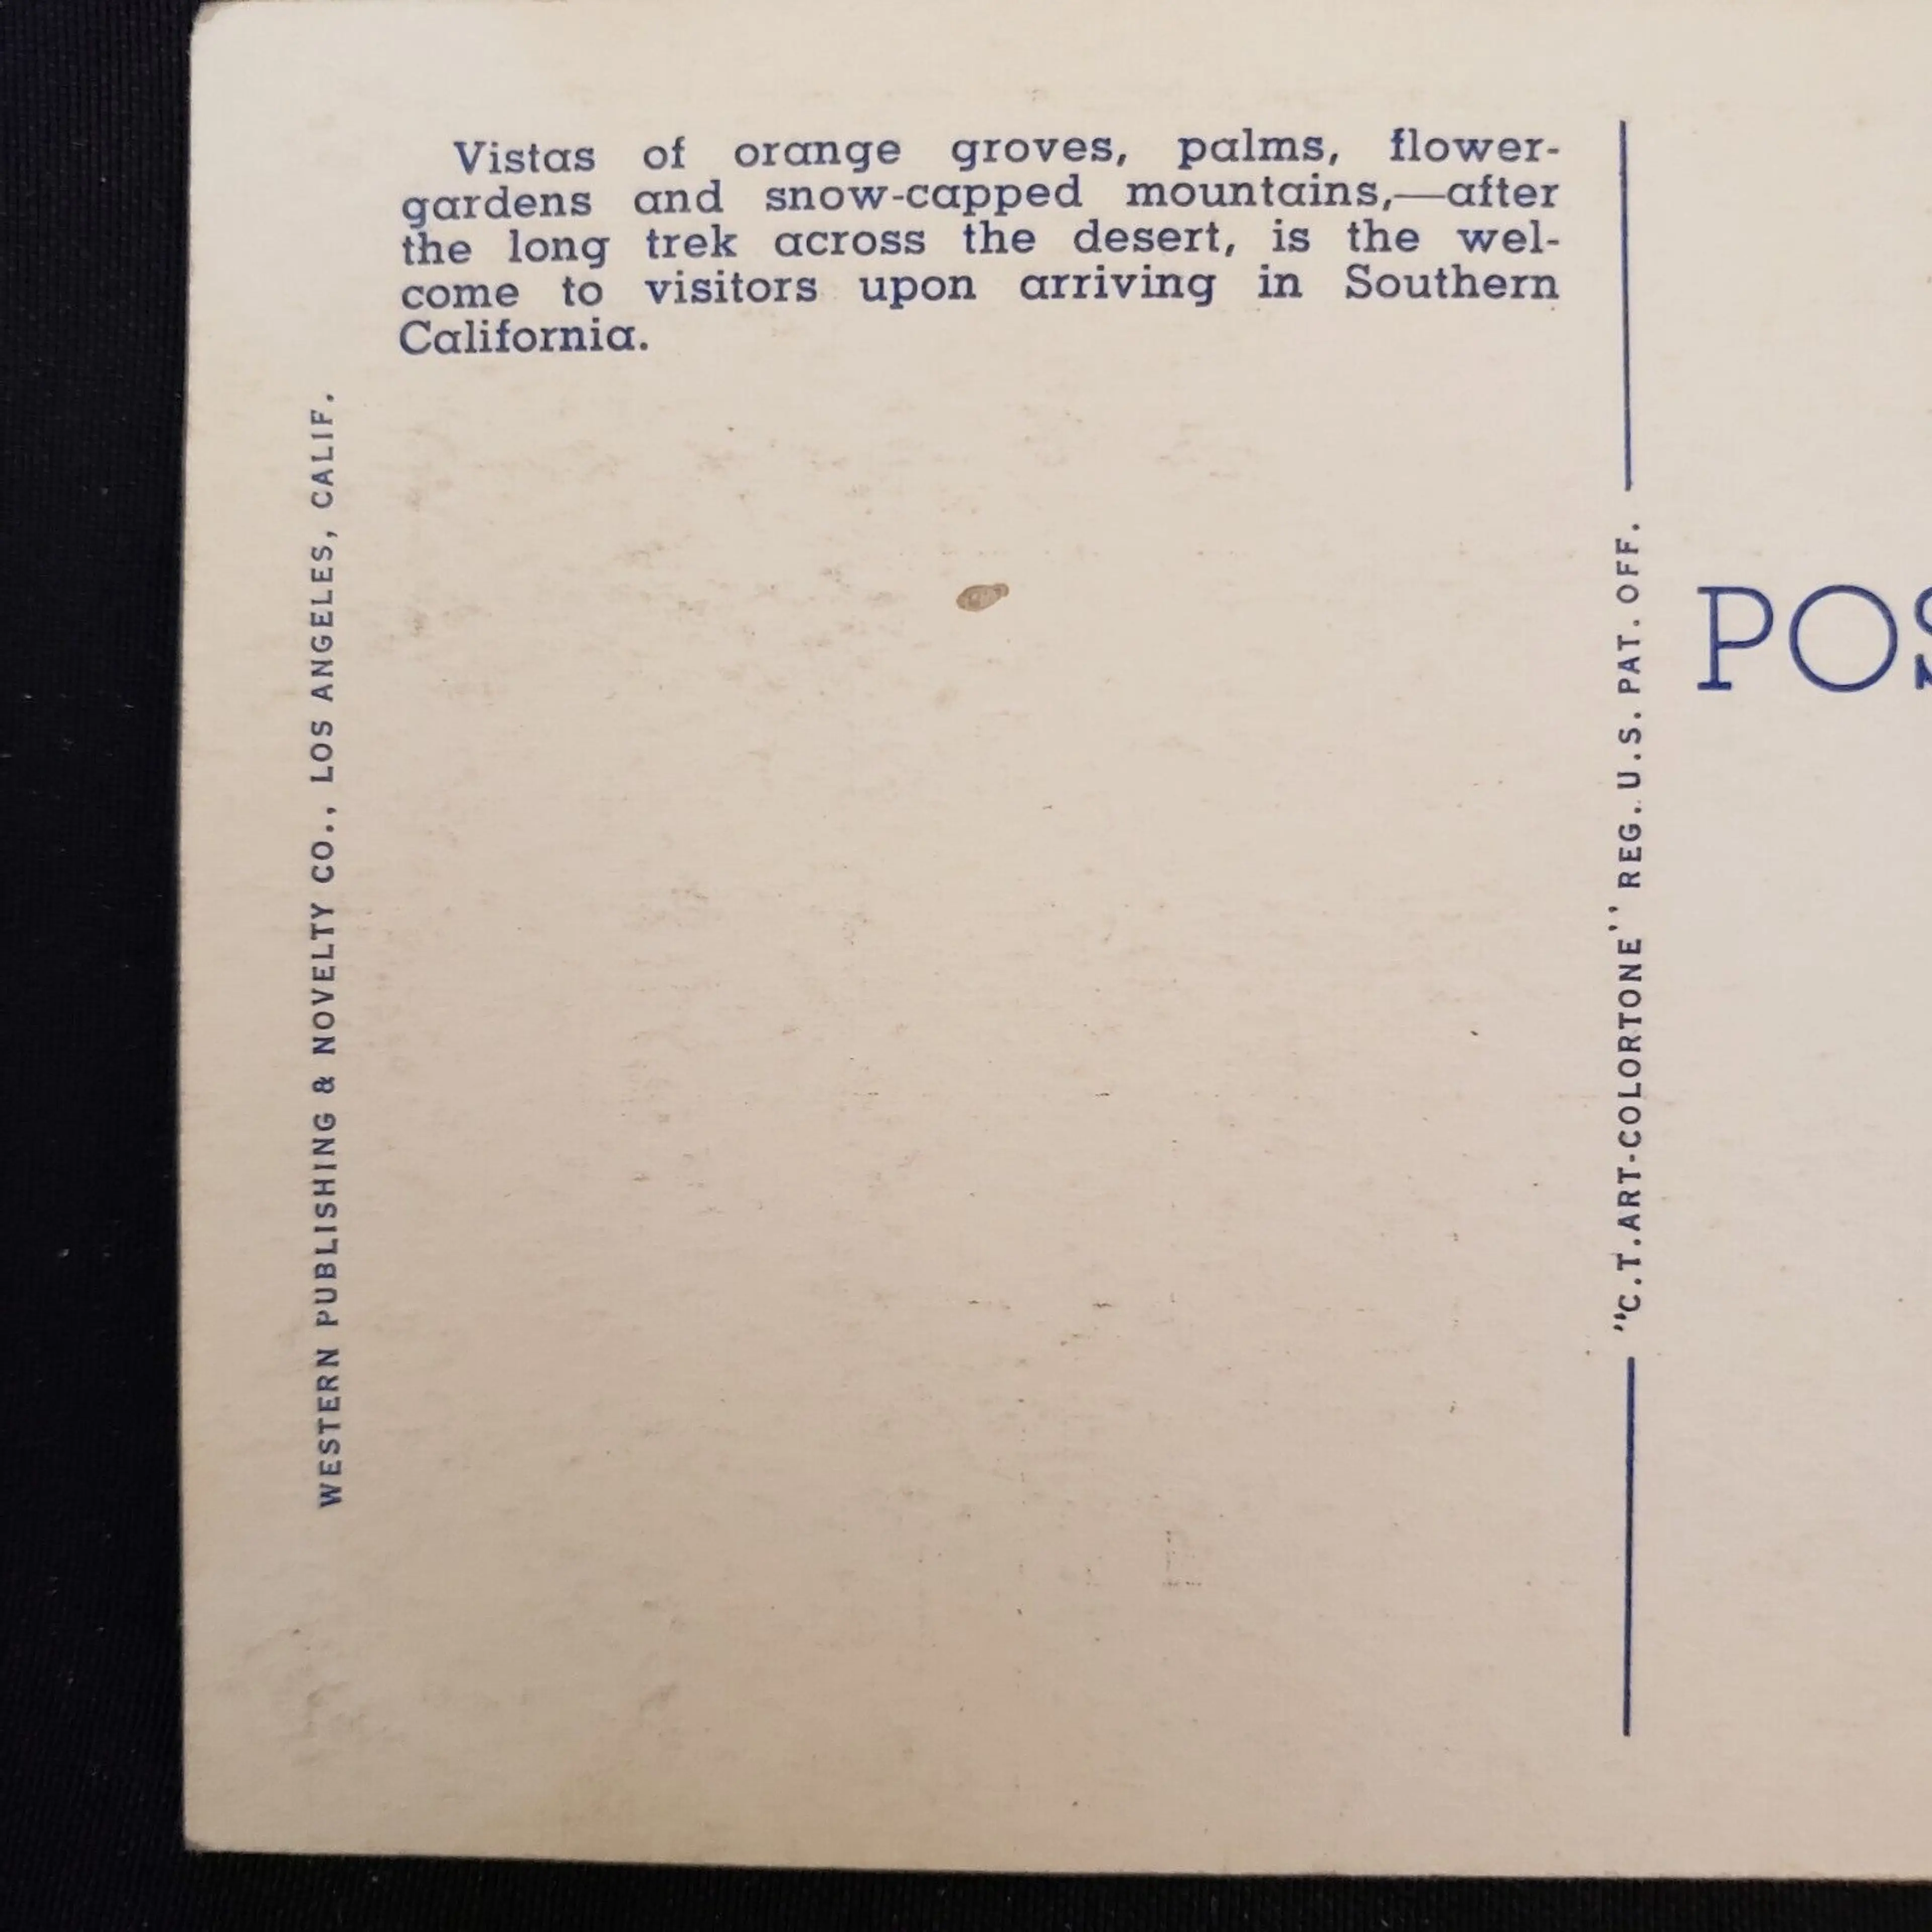 Vistas of orange groves, palms, flower-
gardens and snow-capped mountains,—after
the long trek across the desert, is the wel-
come to visitors upon arriving in Southern
California.
WESTERN PUBLISHING & NOVELTY CO., LOS ANGELES, CALIF.
"C.T.ART-COLORTONE" REG. U.S. PAT. OFF.
POS